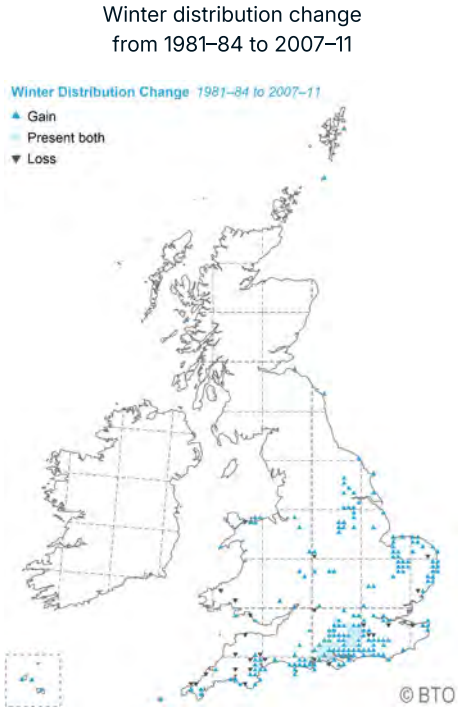 Winter distribution change
from 1981–84 to 2007–11
Winter Distribution Change 1981–84 to 2007–11
Gain
Present both
Loss
© BTO